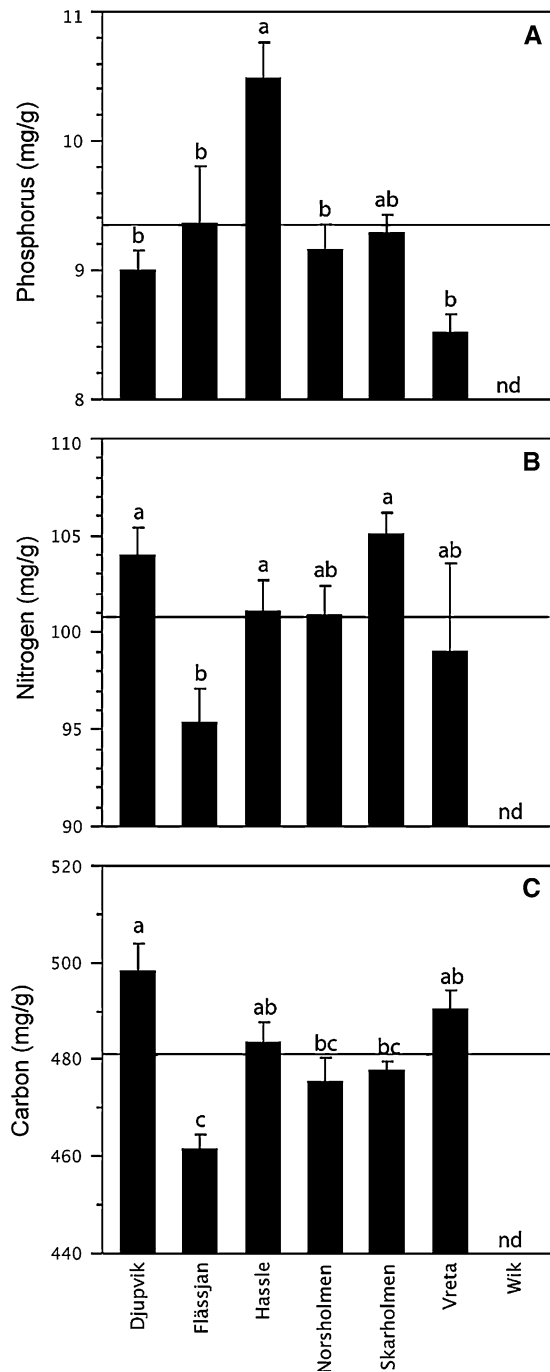 11
A
a
10
b
ab
b
b
9
b
8
nd
Phosphorus (mg/g)
110
B
a
a
105
a
ab
ab
100
b
95
90
nd
Nitrogen (mg/g)
520
C
a
500
ab
ab
bc
bc
480
c
460
440
nd
Carbon (mg/g)
Djupvik
Flässjan
Hassle
Norsholmen
Skarholmen
Vreta
Wik